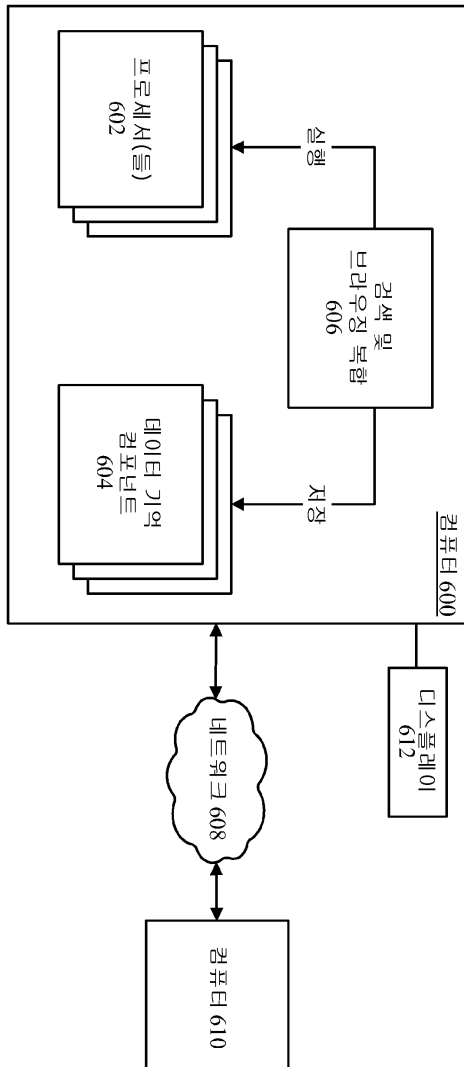 컴퓨터 600
디스플레이
612
검색 및
브라우징 복합
606
실행
저장
프로세서(들)
602
데이터 기억
컴포넌트
604
네트워크 608
컴퓨터 610